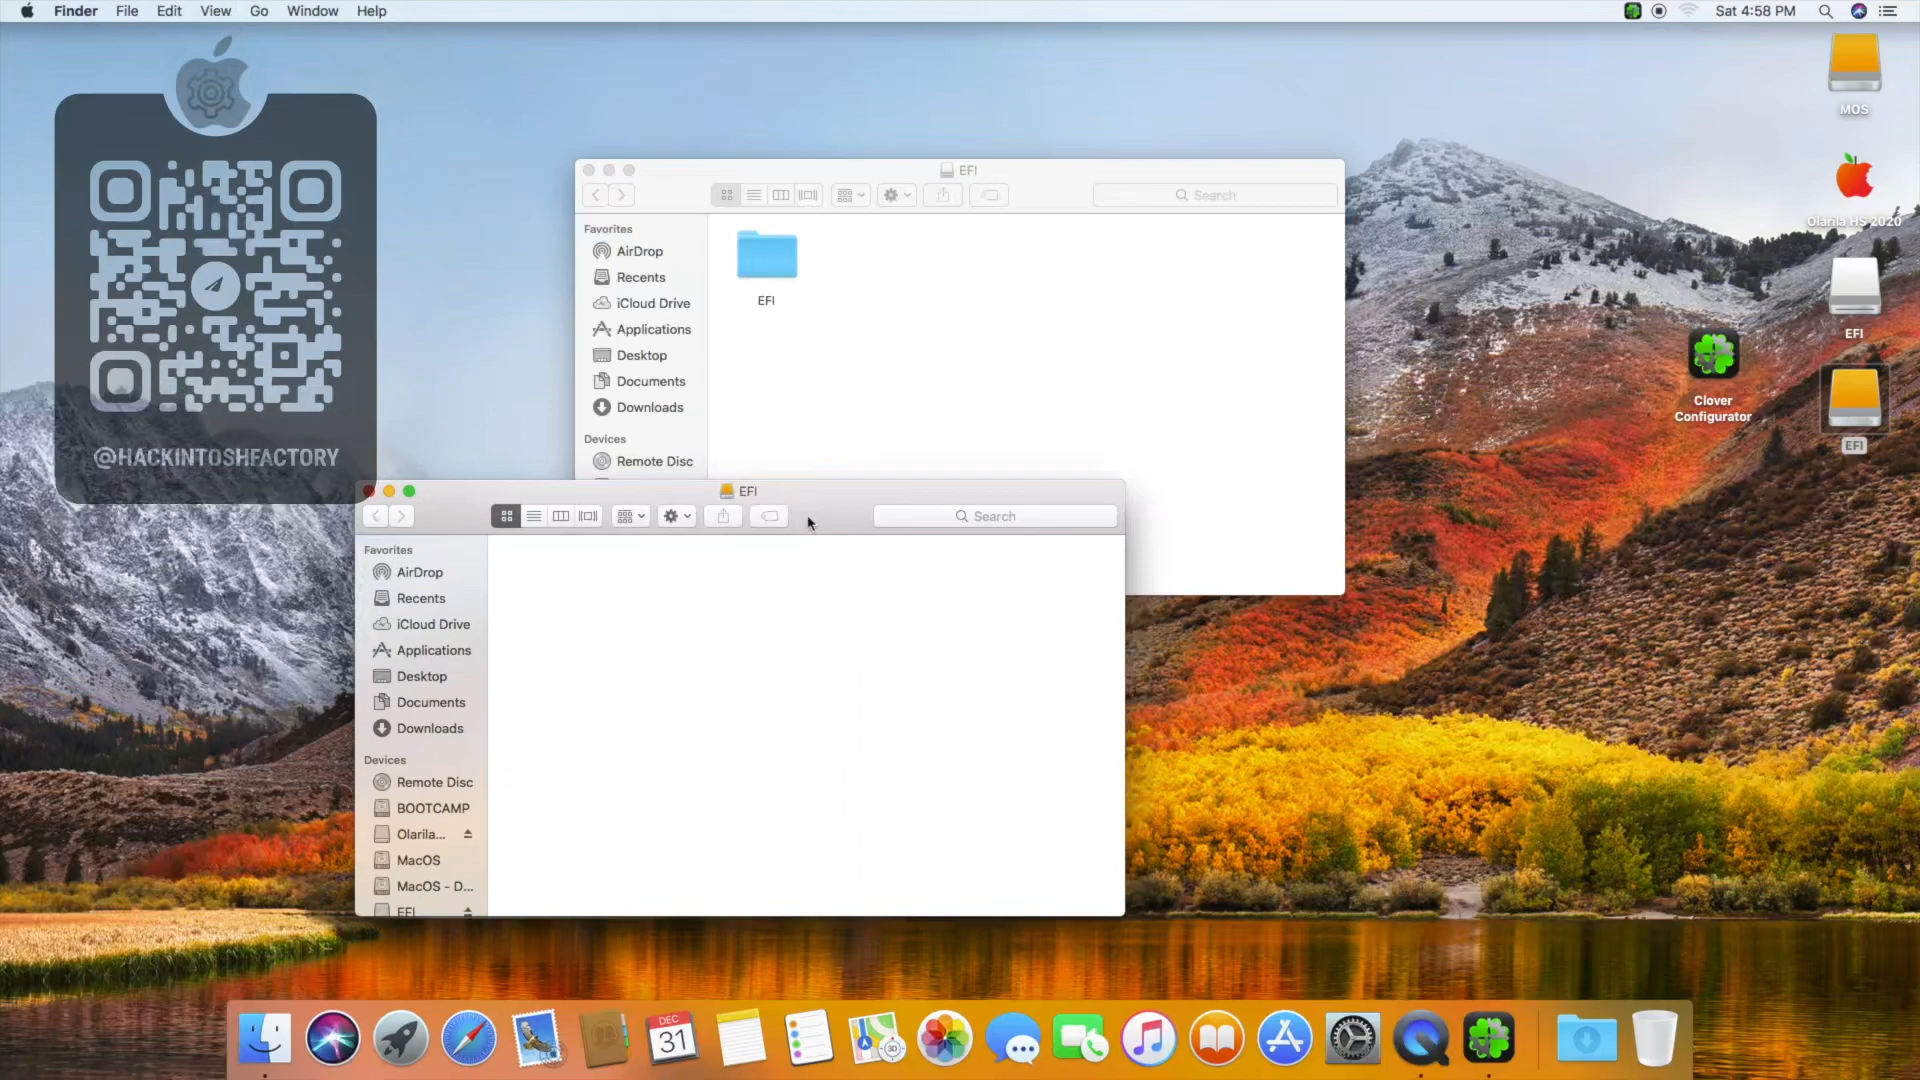 Finder File Edit View Go Window Help
Sat 4:58 PM
MOS
Olarila HS 2020
EFI
Clover
Configurator
EFI
@HACKINTOSHFACTORY
EFI
Search
Favorites
AirDrop
Recents
iCloud Drive
Applications
Desktop
Documents
Downloads
Devices
Remote Disc
EFI
EFI
Search
Favorites
AirDrop
Recents
iCloud Drive
Applications
Desktop
Documents
Downloads
Devices
Remote Disc
BOOTCAMP
Olarila...
MacOS
MacOS - D...
EFI
DEC
31
3D